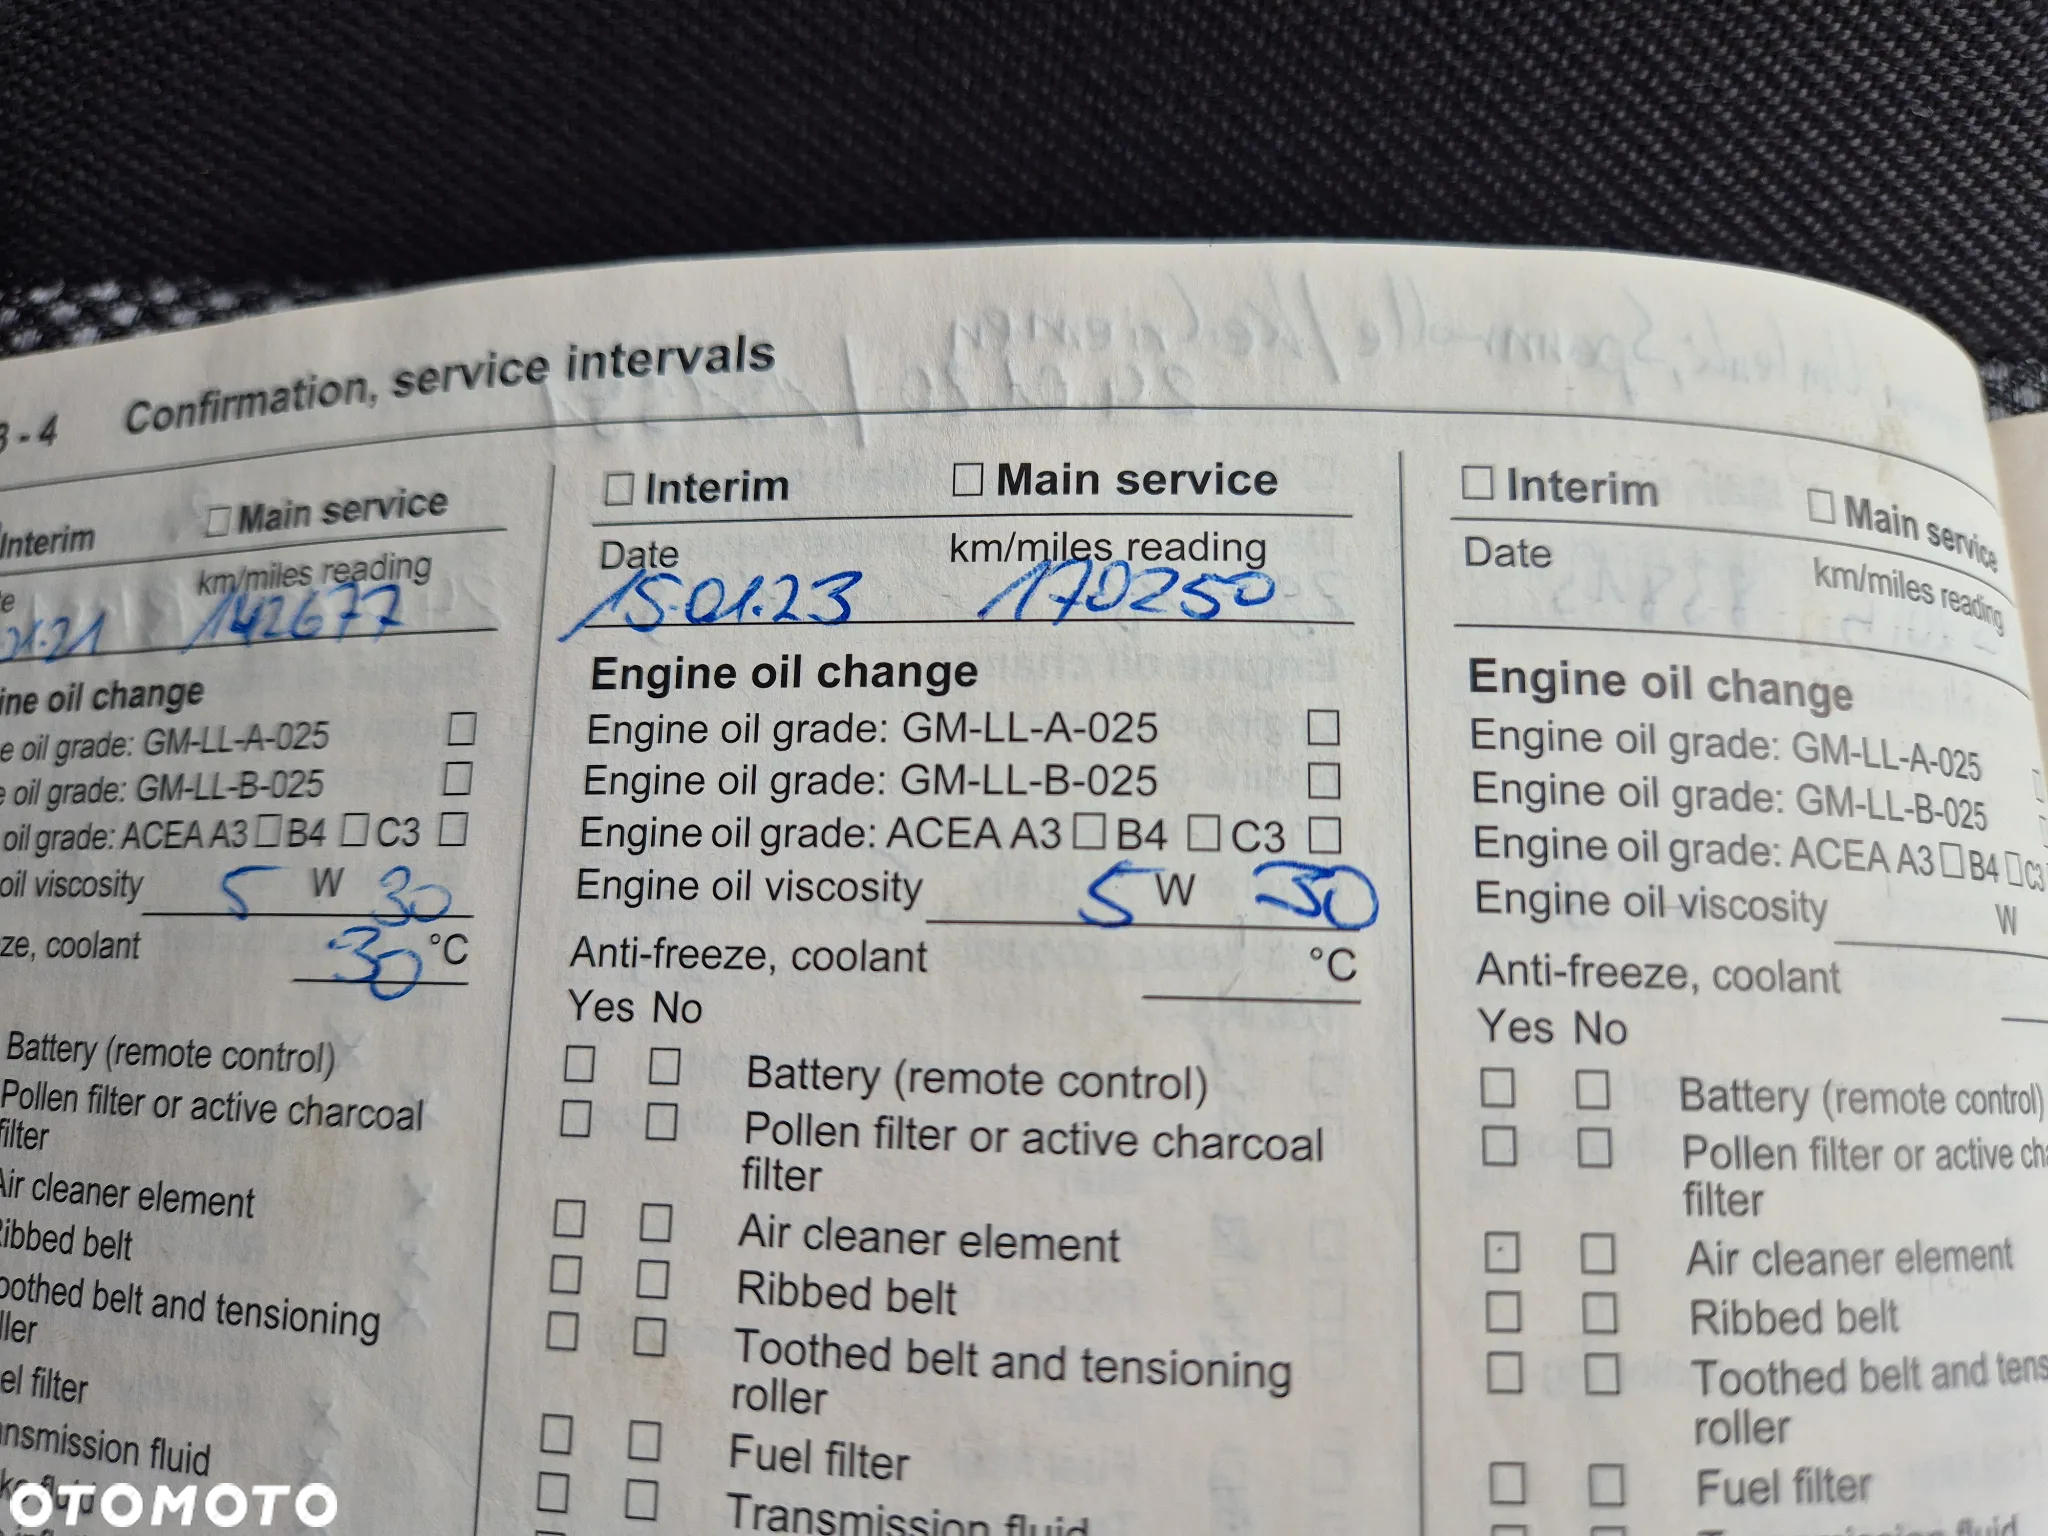 3 - 4 Confirmation, service intervals
Interim Main service
km/miles reading
01.21 142677
ine oil change
e oil grade: GM-LL-A-025
e oil grade: GM-LL-B-025
oil grade: ACEA A3 B4 C3
oil viscosity 5 W 30
ze, coolant 30 °C
Battery (remote control)
Pollen filter or active charcoal
filter
Air cleaner element
Ribbed belt
oothed belt and tensioning
ller
el filter
nsmission fluid
Interim Main service
Date km/miles reading
15.01.23 170250
Engine oil change
Engine oil grade: GM-LL-A-025
Engine oil grade: GM-LL-B-025
Engine oil grade: ACEA A3 B4 C3
Engine oil viscosity 5 W 30
Anti-freeze, coolant °C
Yes No
Battery (remote control)
Pollen filter or active charcoal
filter
Air cleaner element
Ribbed belt
Toothed belt and tensioning
roller
Fuel filter
Transmission fluid
Interim Main service
Date km/miles reading
Engine oil change
Engine oil grade: GM-LL-A-025
Engine oil grade: GM-LL-B-025
Engine oil grade: ACEA A3 B4 C3
Engine oil viscosity W
Anti-freeze, coolant
Yes No
Battery (remote control)
Pollen filter or active cha
filter
Air cleaner element
Ribbed belt
Toothed belt and tens
roller
Fuel filter
OTOMOTO